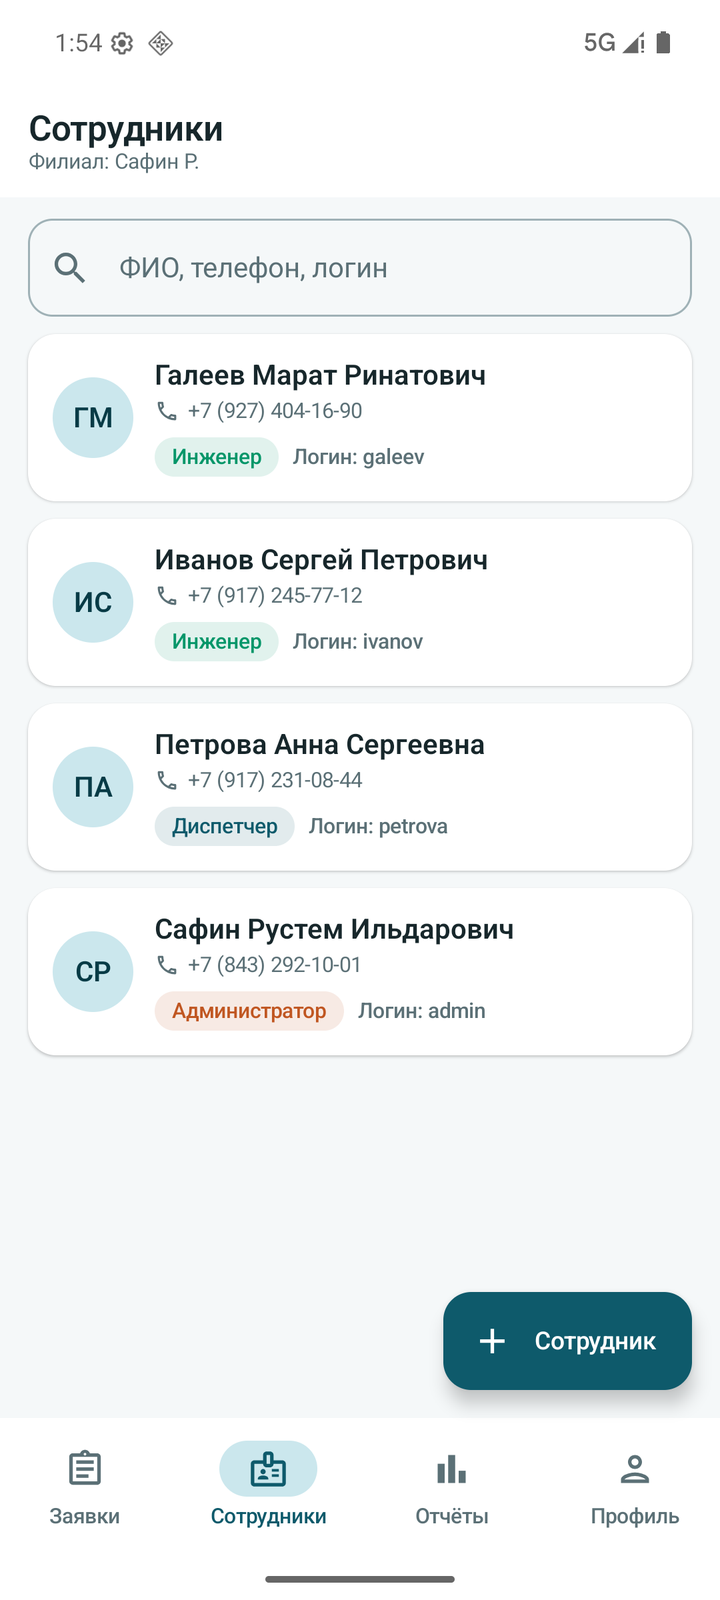 1:54
5G
Сотрудники
Филиал: Сафин Р.
ФИО, телефон, логин
ГМ
Галеев Марат Ринатович
+7 (927) 404-16-90
Инженер Логин: galeev
ИС
Иванов Сергей Петрович
+7 (917) 245-77-12
Инженер Логин: ivanov
ПА
Петрова Анна Сергеевна
+7 (917) 231-08-44
Диспетчер Логин: petrova
СР
Сафин Рустем Ильдарович
+7 (843) 292-10-01
Администратор Логин: admin
+ Сотрудник
Заявки Сотрудники Отчёты Профиль